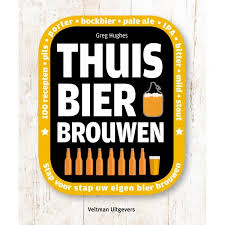 100 recepten • pils • porter • bockbier • pale ale • IPA • bitter • mild • stout
Greg Hughes
THUIS
BIER
BROUWEN
Stap voor stap uw eigen bier brouwen
Veltman Uitgevers